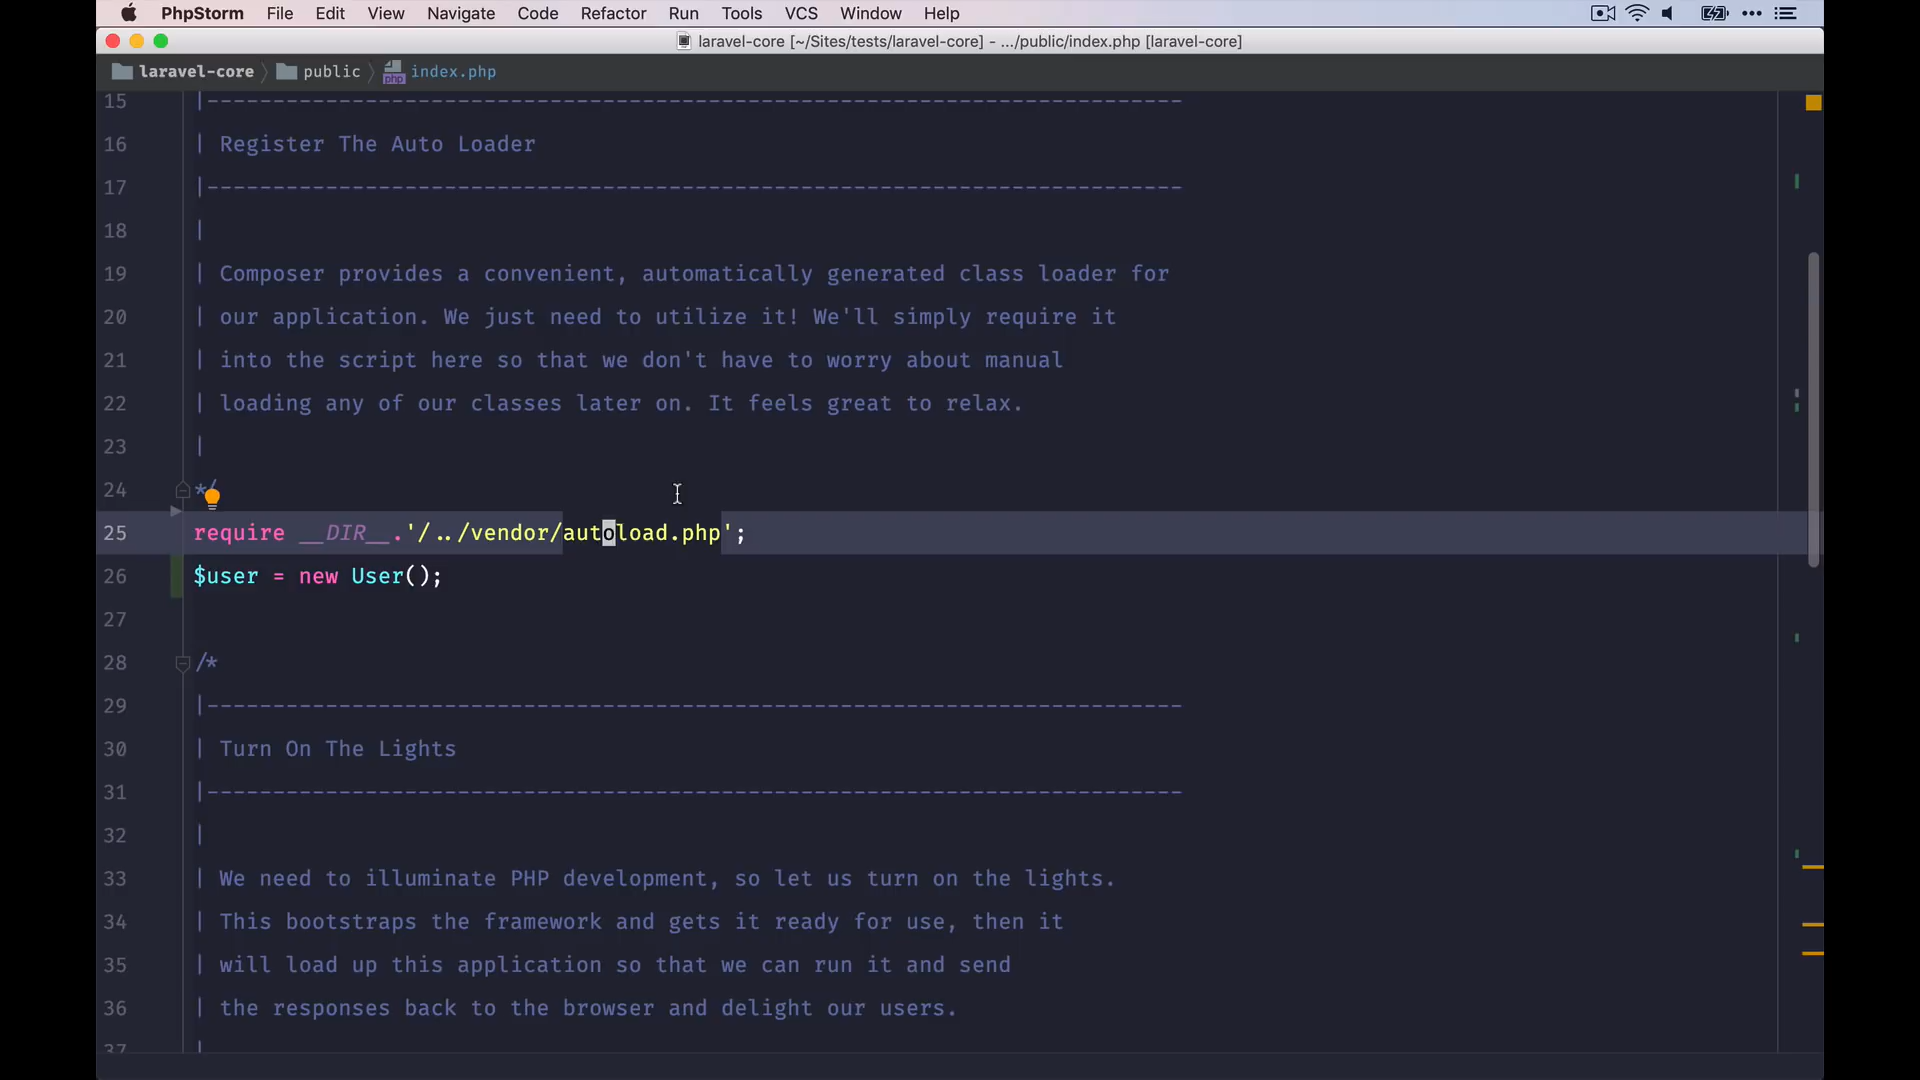 PhpStorm File Edit View Navigate Code Refactor Run Tools VCS Window Help
laravel-core [~/Sites/tests/laravel-core] - .../public/index.php [laravel-core]
laravel-core public php index.php
15 |--------------------------------------------------------------------------
16 | Register The Auto Loader
17 |--------------------------------------------------------------------------
18 |
19 | Composer provides a convenient, automatically generated class loader for
20 | our application. We just need to utilize it! We'll simply require it
21 | into the script here so that we don't have to worry about manual
22 | loading any of our classes later on. It feels great to relax.
23 |
24 */
25 require __DIR__.'/../vendor/autoload.php';
26 $user = new User();
27
28 /*
29 |--------------------------------------------------------------------------
30 | Turn On The Lights
31 |--------------------------------------------------------------------------
32 |
33 | We need to illuminate PHP development, so let us turn on the lights.
34 | This bootstraps the framework and gets it ready for use, then it
35 | will load up this application so that we can run it and send
36 | the responses back to the browser and delight our users.
37 |